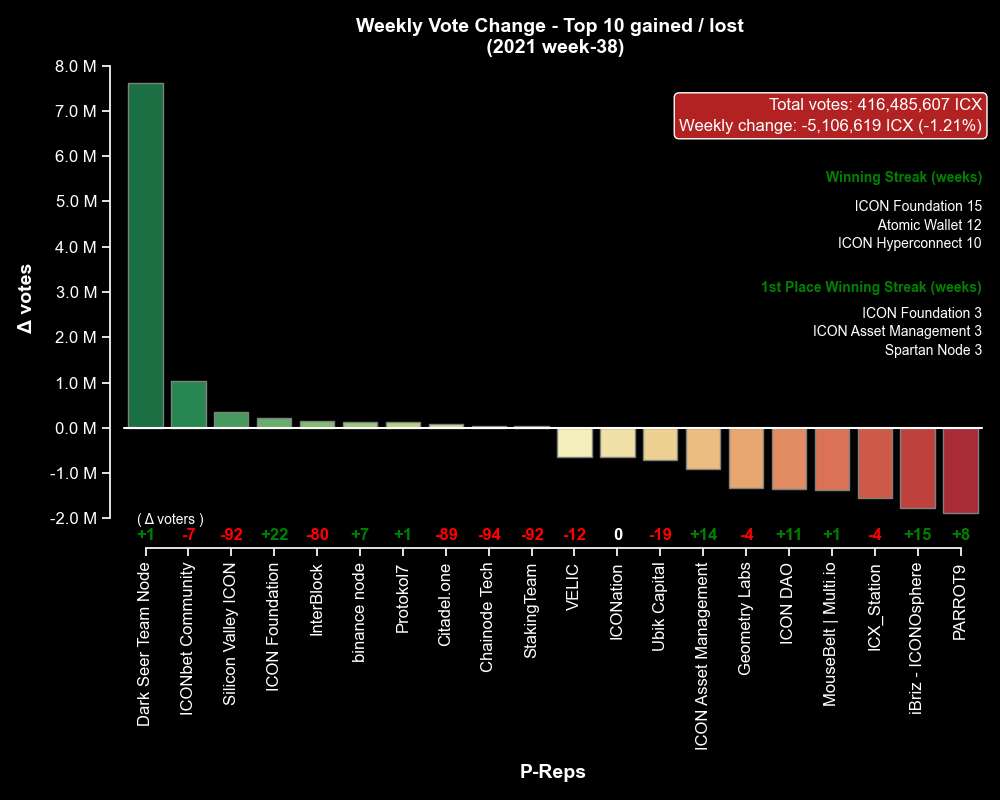 Weekly Vote Change - Top 10 gained / lost
(2021 week-38)
8.0 M
7.0 M
6.0 M
5.0 M
4.0 M
3.0 M
2.0 M
1.0 M
0.0 M
-1.0 M
-2.0 M
Δ votes
Total votes: 416,485,607 ICX
Weekly change: -5,106,619 ICX (-1.21%)
Winning Streak (weeks)
ICON Foundation 15
Atomic Wallet 12
ICON Hyperconnect 10
1st Place Winning Streak (weeks)
ICON Foundation 3
ICON Asset Management 3
Spartan Node 3
( Δ voters )
+1 -7 -92 +22 -80 +7 +1 -89 -94 -92 -12 0 -19 +14 -4 +11 +1 -4 +15 +8
Dark Seer Team Node
ICONbet Community
Silicon Valley ICON
ICON Foundation
InterBlock
binance node
Protokol7
Citadel.one
Chainode Tech
StakingTeam
VELIC
ICONation
Ubik Capital
ICON Asset Management
Geometry Labs
ICON DAO
MouseBelt | Multi.io
ICX_Station
iBriz - ICONOsphere
PARROT9
P-Reps